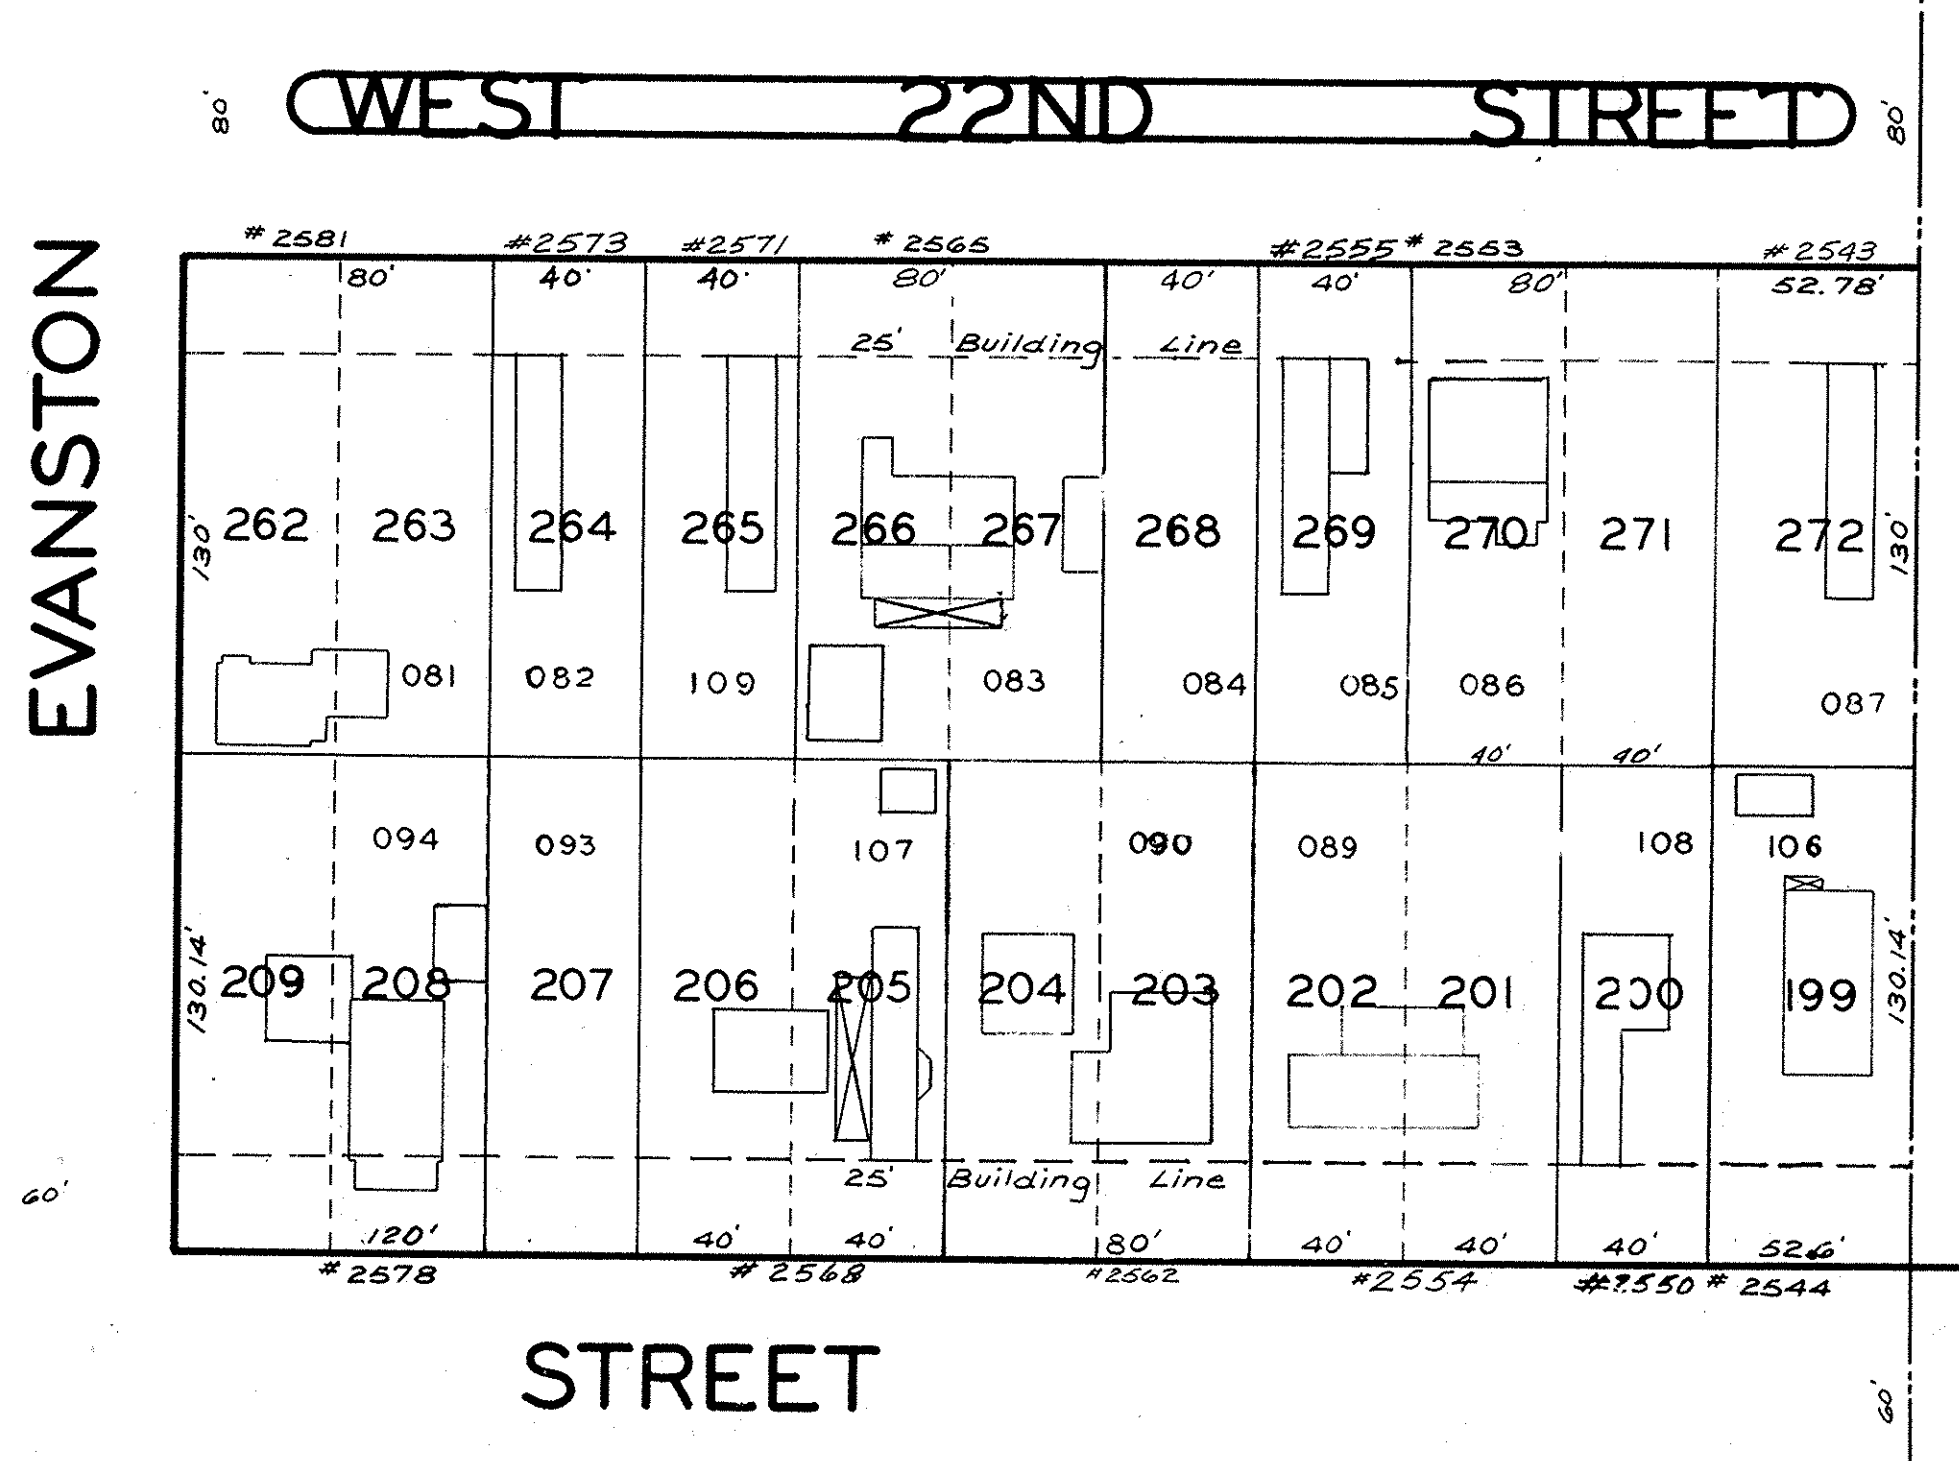 80' WEST 22ND STREET 80'
EVANSTON
# 2581 #2573 #2571 # 2565 #2555 # 2553 # 2543
80' 40' 40' 80' 40' 40' 80' 52.78'
25' Building Line
130' 262 263 264 265 266 267 268 269 270 271 272 130'
081 082 109 083 084 085 086 087
40' 40'
094 093 107 090 089 108 106
130.14' 209 208 207 206 205 204 203 202 201 200 199 130.14'
25' Building Line
60'
120' 40' 40' 80' 40' 40' 40' 52.6'
# 2578 # 2568 #2562 #2554 # 2544
STREET
60'